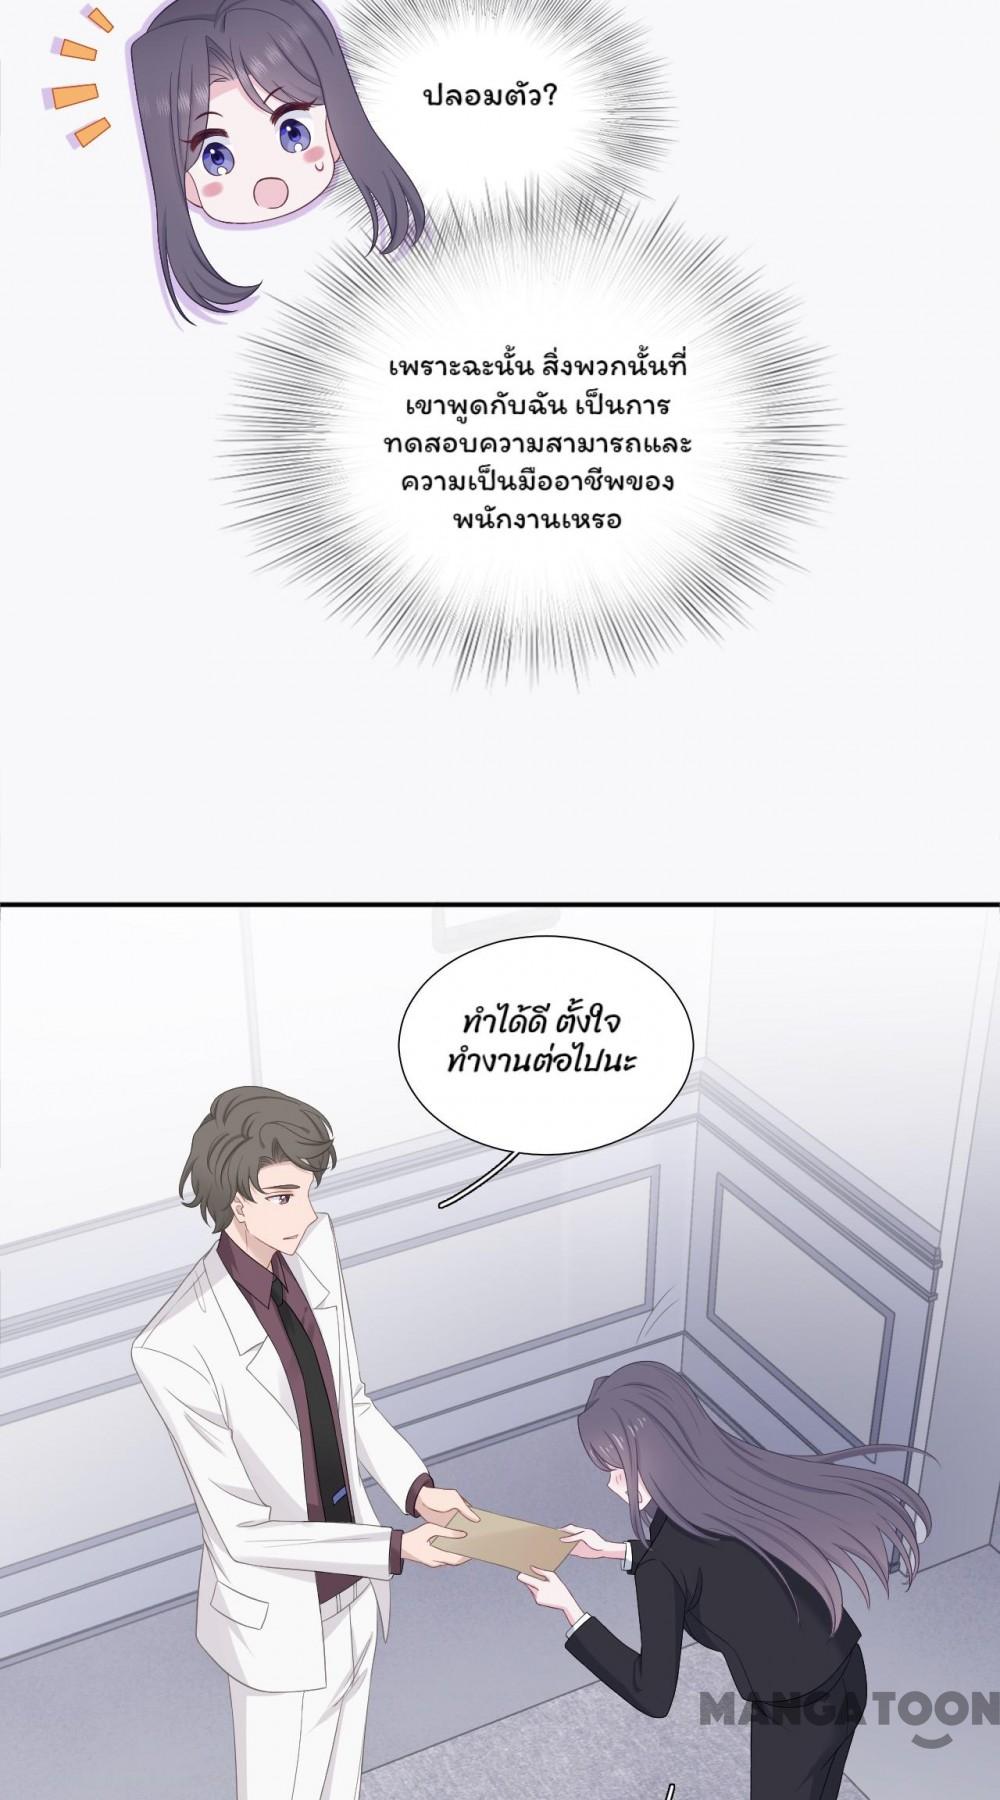 ปลอมตัว?
เพราะฉะนั้น สิ่งพวกนั้นที่
เขาพูดกับฉัน เป็นการ
ทดสอบความสามารถและ
ความเป็นมืออาชีพของ
พนักงานเหรอ
ทำได้ดี ตั้งใจ
ทำงานต่อไปนะ
MANGATOON